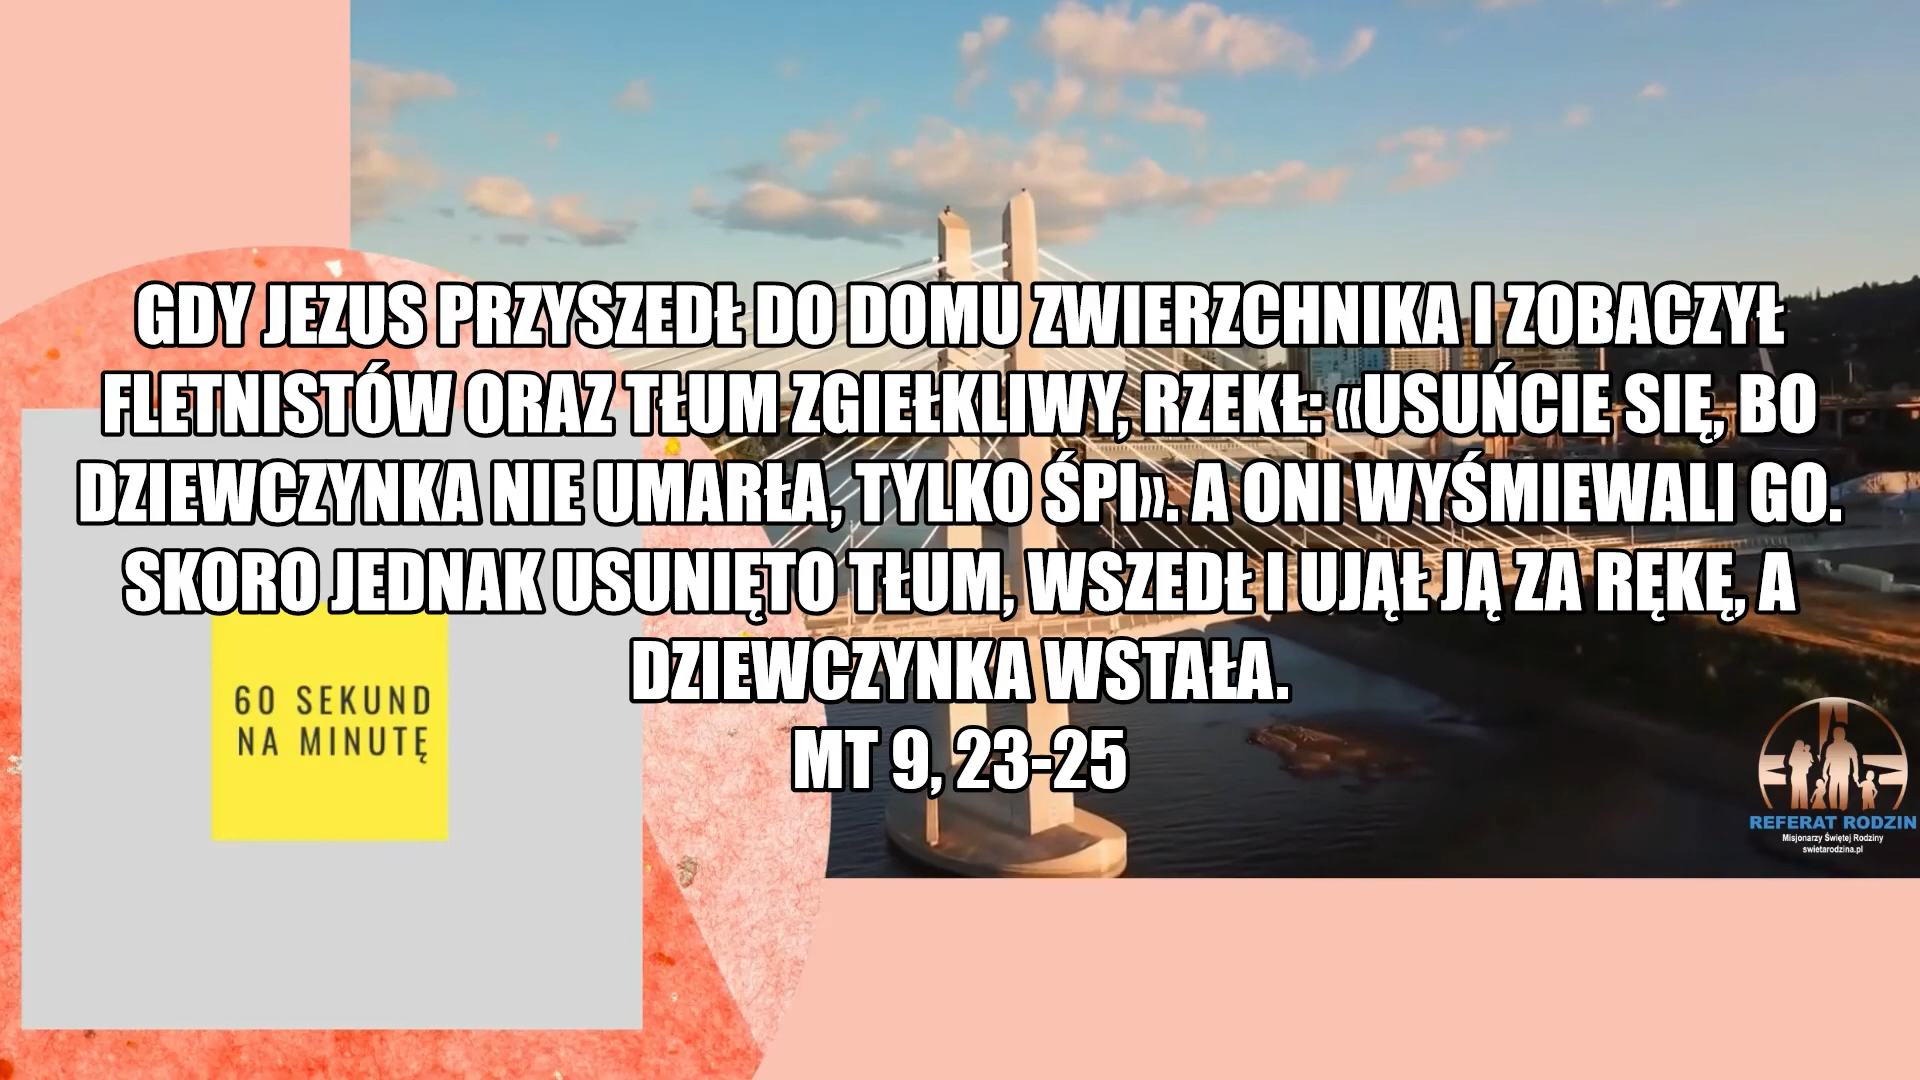 GDY JEZUS PRZYSZEDŁ DO DOMU ZWIERZCHNIKA I ZOBACZYŁ
FLETNISTÓW ORAZ TŁUM ZGIEŁKLIWY, RZEKŁ: «USUŃCIE SIĘ, BO
DZIEWCZYNKA NIE UMARŁA, TYLKO ŚPI». A ONI WYŚMIEWALI GO.
SKORO JEDNAK USUNIĘTO TŁUM, WSZEDŁ I UJĄŁ JĄ ZA RĘKĘ, A
DZIEWCZYNKA WSTAŁA.
MT 9, 23-25
60 SEKUND
NA MINUTĘ
REFERAT RODZIN
Misjonarzy Świętej Rodziny
swietarodzina.pl